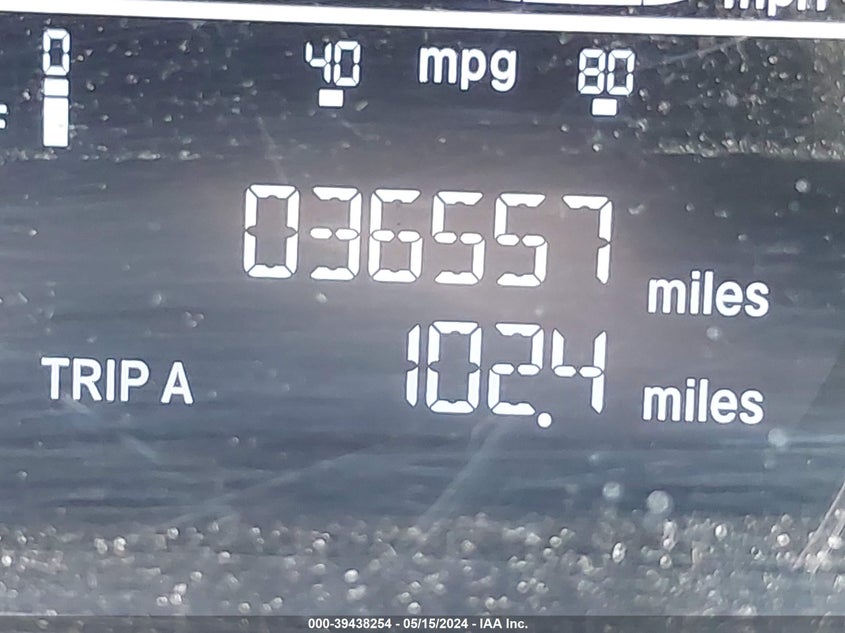 mph
0 40 mpg 80
036557 miles
TRIP A 102.4 miles
000-39438254 - 05/15/2024 - IAA Inc.